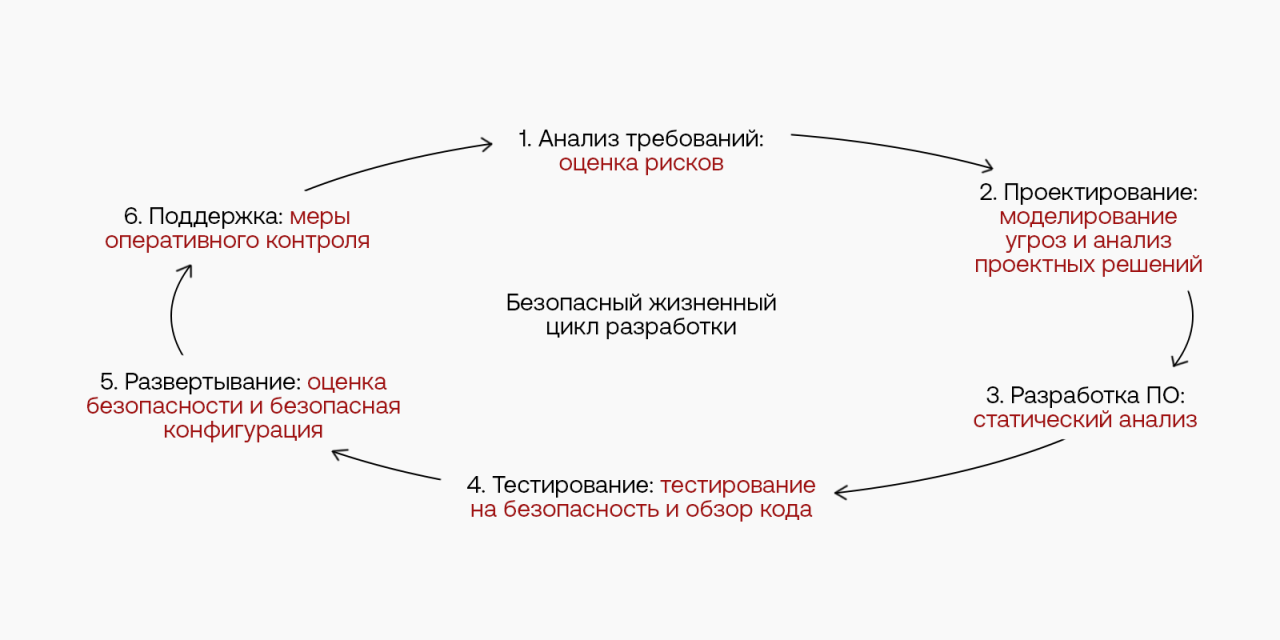 1. Анализ требований:
оценка рисков
2. Проектирование:
моделирование
угроз и анализ
проектных решений
3. Разработка ПО:
статический анализ
4. Тестирование: тестирование
на безопасность и обзор кода
5. Развертывание: оценка
безопасности и безопасная
конфигурация
6. Поддержка: меры
оперативного контроля
Безопасный жизненный
цикл разработки